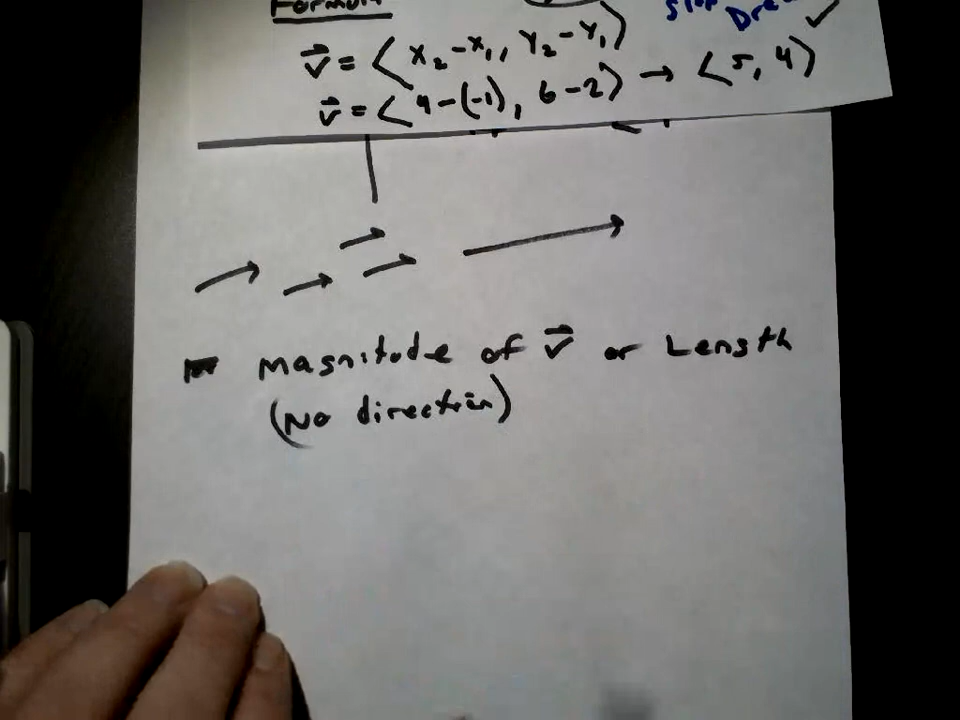 Formula
v⃗ = ⟨x₂-x₁, Y₂-Y₁⟩
v⃗ = ⟨4-(-1), 6-2⟩ → ⟨5, 4⟩
magnitude of v⃗ or Length
(No direction)